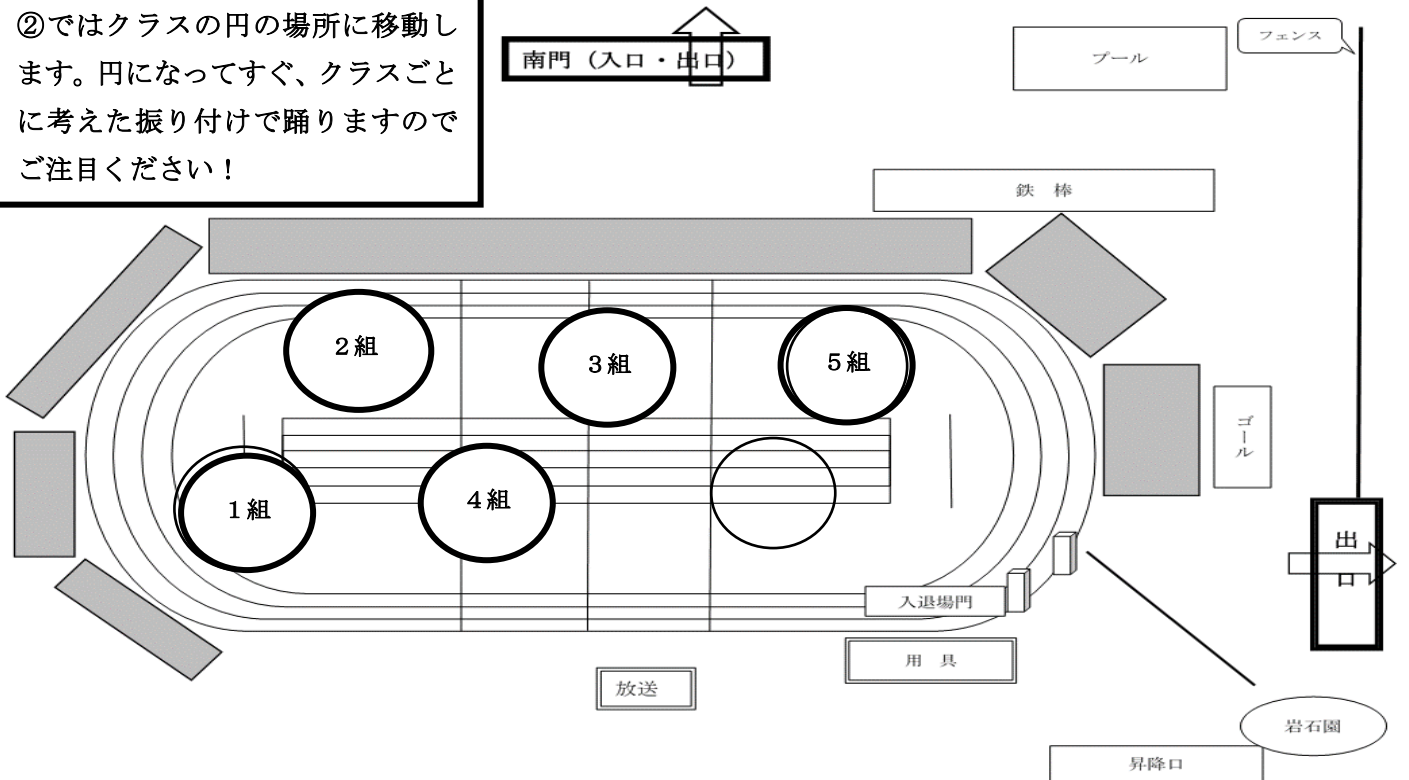 ②ではクラスの円の場所に移動し
ます。円になってすぐ、クラスごと
に考えた振り付けで踊りますので
ご注目ください！
南門（入口・出口）
プール
フェンス
鉄　棒
２組
３組
５組
ゴール
１組
４組
出口
入退場門
用　具
放送
岩石園
昇降口